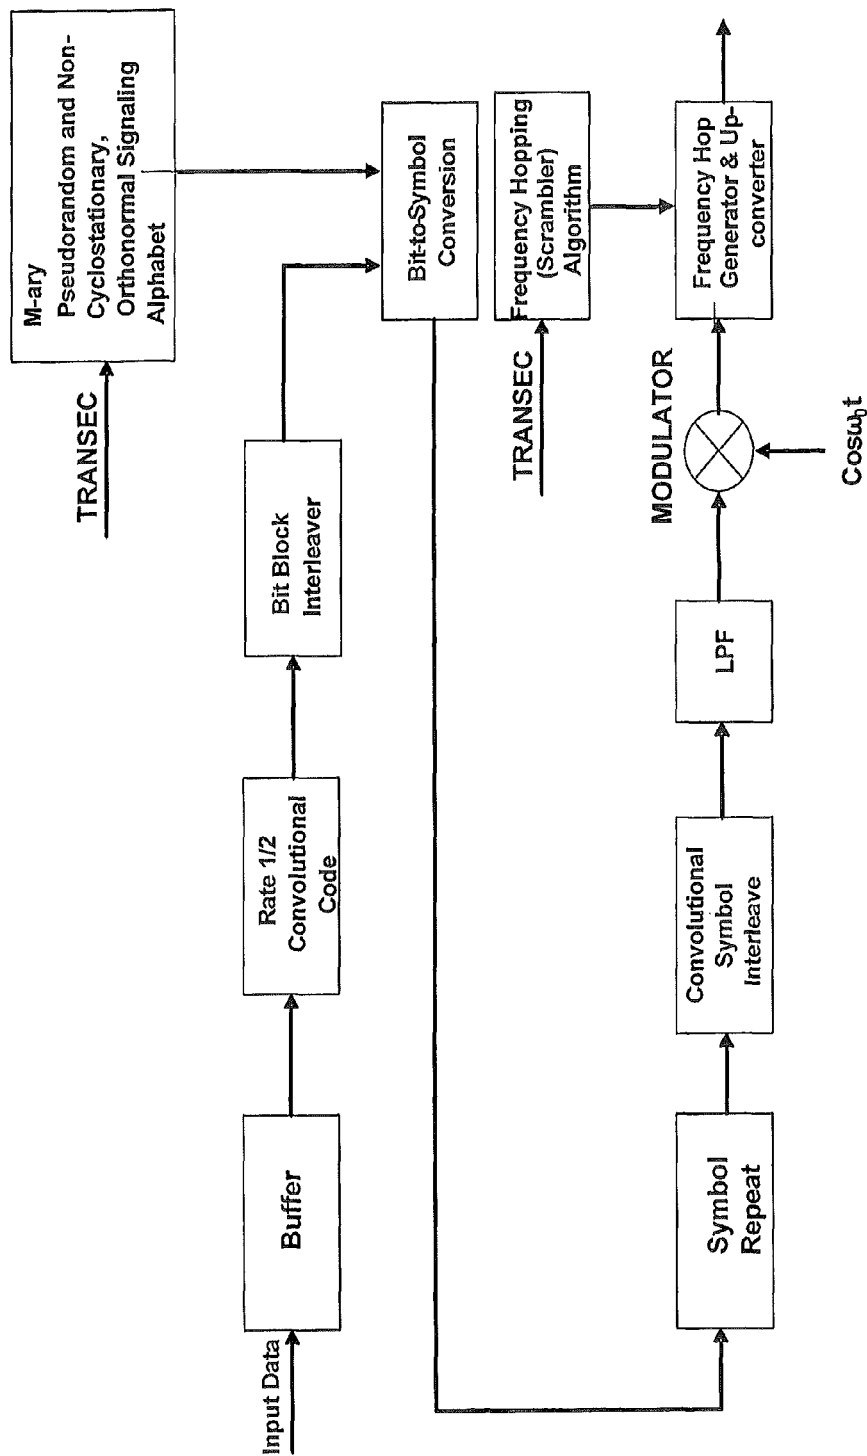 M-ary
Pseudorandom and Non-
Cyclostationary,
Orthonormal Signaling
Alphabet
TRANSEC
Input Data
Buffer
Rate 1/2
Convolutional
Code
Bit Block
Interleaver
Bit-to-Symbol
Conversion
TRANSEC
Frequency Hopping
(Scrambler)
Algorithm
Symbol
Repeat
Convolutional
Symbol
Interleave
LPF
MODULATOR
Cosω₀t
Frequency Hop
Generator & Up-
converter